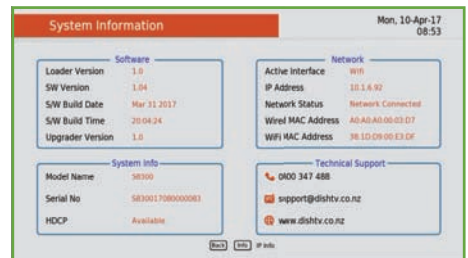 System Information
Mon, 10-Apr-17
08:53
Software
Loader Version 1.0
SW Version 1.04
S/W Build Date Mar 31 2017
S/W Build Time 20:04:24
Upgrader Version 1.0
Network
Active Interface Wifi
IP Address 10.1.6.92
Network Status Network Connected
Wired MAC Address A0:A0:A0:00:03:D7
WiFi MAC Address 38:1D:D9:00:E3:DF
System Info
Model Name S8300
Serial No S830017080000083
HDCP Available
Technical Support
0800 347 488
support@dishtv.co.nz
www.dishtv.co.nz
Back Info IP Info